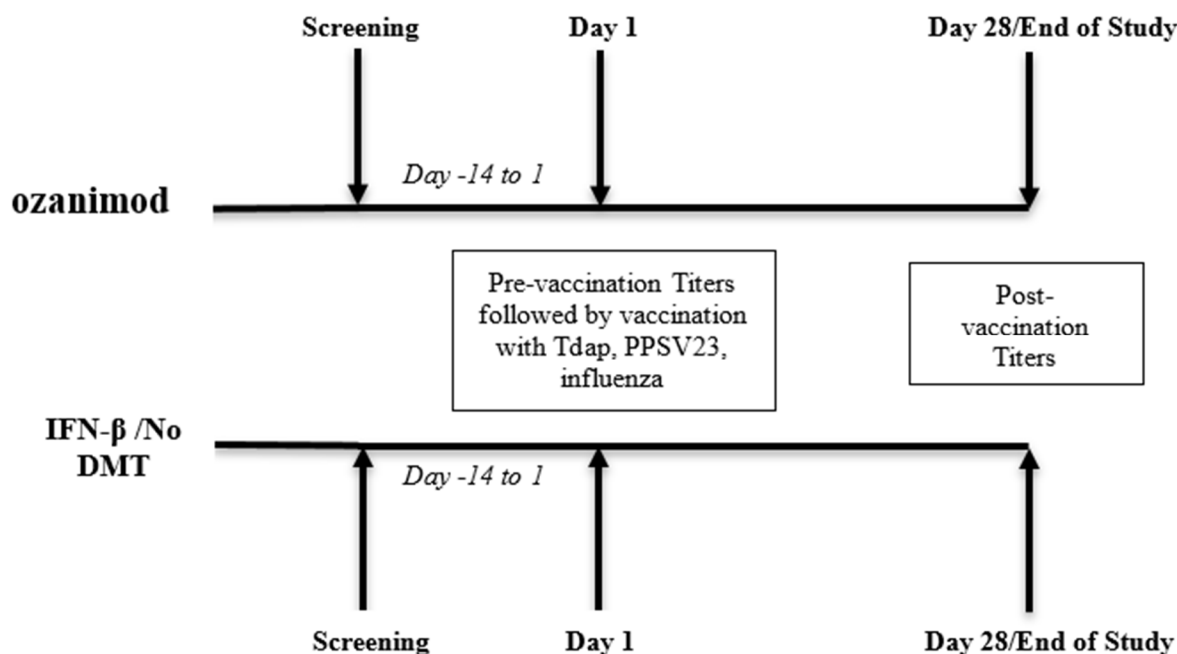 Screening
Day 1
Day 28/End of Study
Day -14 to 1
ozanimod
Pre-vaccination Titers
followed by vaccination
with Tdap, PPSV23,
influenza
Post-
vaccination
Titers
IFN-β /No
DMT
Day -14 to 1
Screening
Day 1
Day 28/End of Study